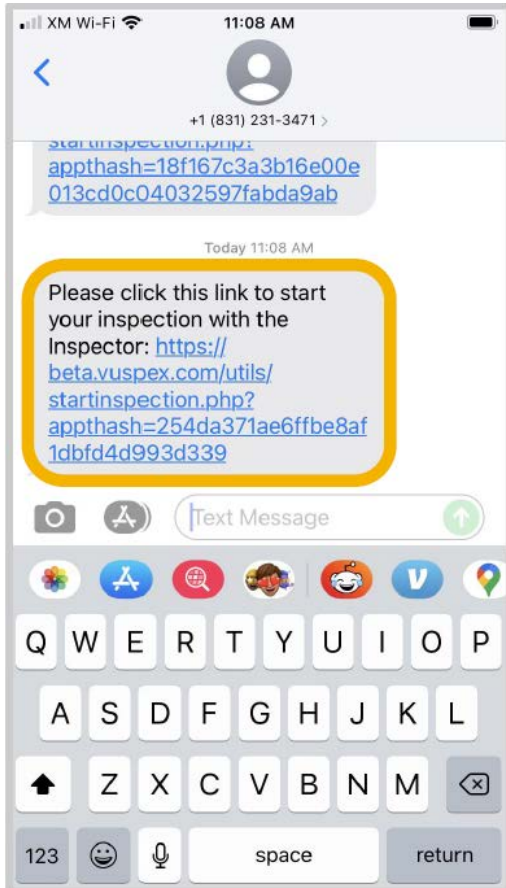 XM Wi-Fi 11:08 AM
+1 (831) 231-3471 >
startinspection.php?
appthash=18f167c3a3b16e00e
013cd0c04032597fabda9ab
Today 11:08 AM
Please click this link to start
your inspection with the
Inspector: https://
beta.vuspex.com/utils/
startinspection.php?
appthash=254da371ae6ffbe8af
1dbfd4d993d339
Text Message
Q W E R T Y U I O P
A S D F G H J K L
Z X C V B N M
123 space return